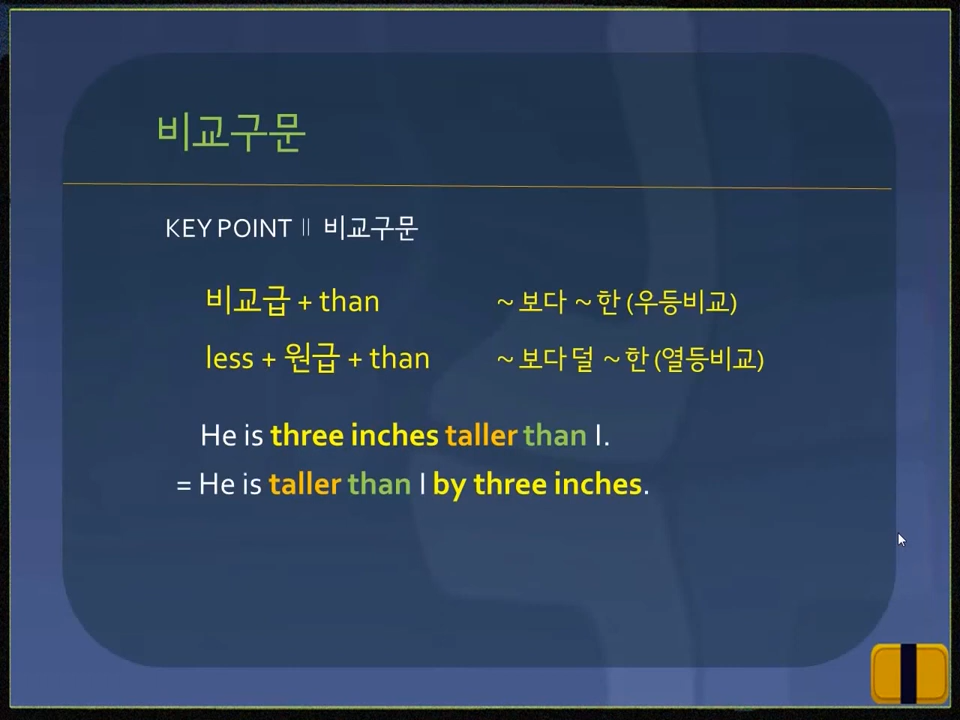 비교구문
KEY POINT Ⅱ 비교구문
비교급 + than ~ 보다 ~ 한 (우등비교)
less + 원급 + than ~ 보다 덜 ~ 한 (열등비교)
He is three inches taller than I.
= He is taller than I by three inches.